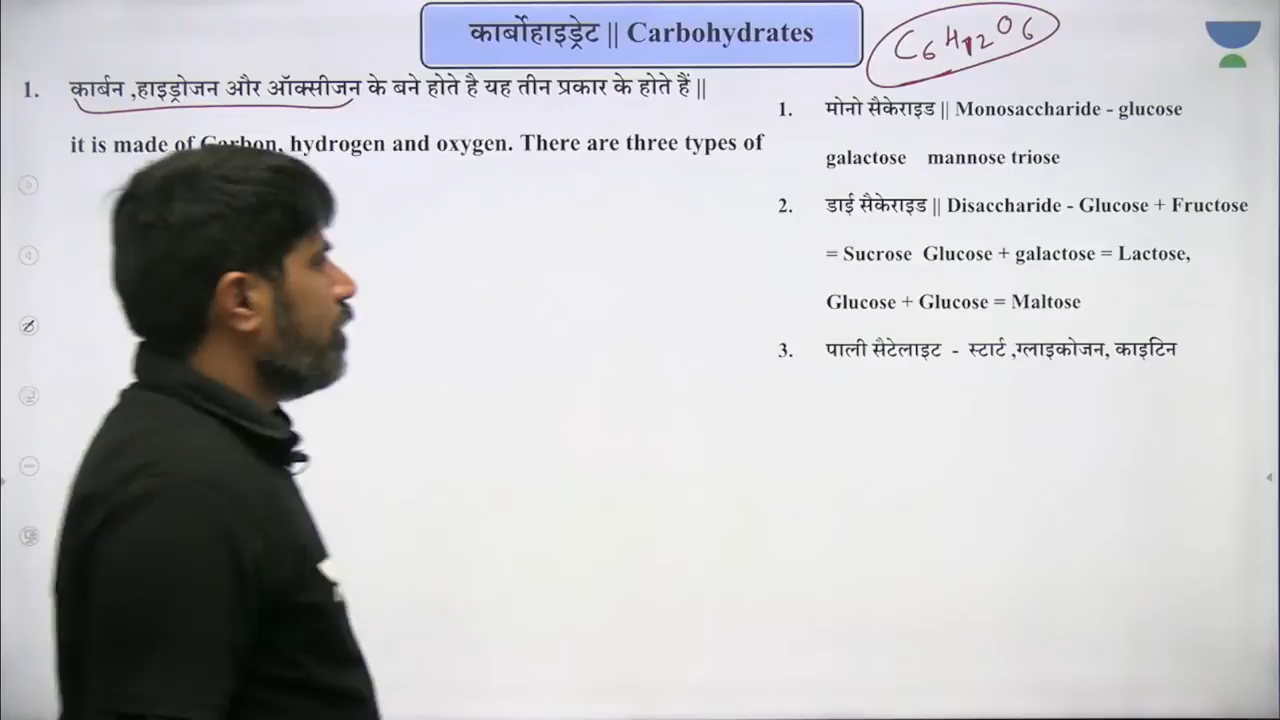 कार्बोहाइड्रेट || Carbohydrates
C6H12O6
1. कार्बन ,हाइड्रोजन और ऑक्सीजन के बने होते है यह तीन प्रकार के होते हैं ||
it is made of Carbon, hydrogen and oxygen. There are three types of
1. मोनो सैकेराइड || Monosaccharide - glucose
galactose mannose triose
2. डाई सैकेराइड || Disaccharide - Glucose + Fructose
= Sucrose Glucose + galactose = Lactose,
Glucose + Glucose = Maltose
3. पाली सैटेलाइट - स्टार्ट ,ग्लाइकोजन, काइटिन